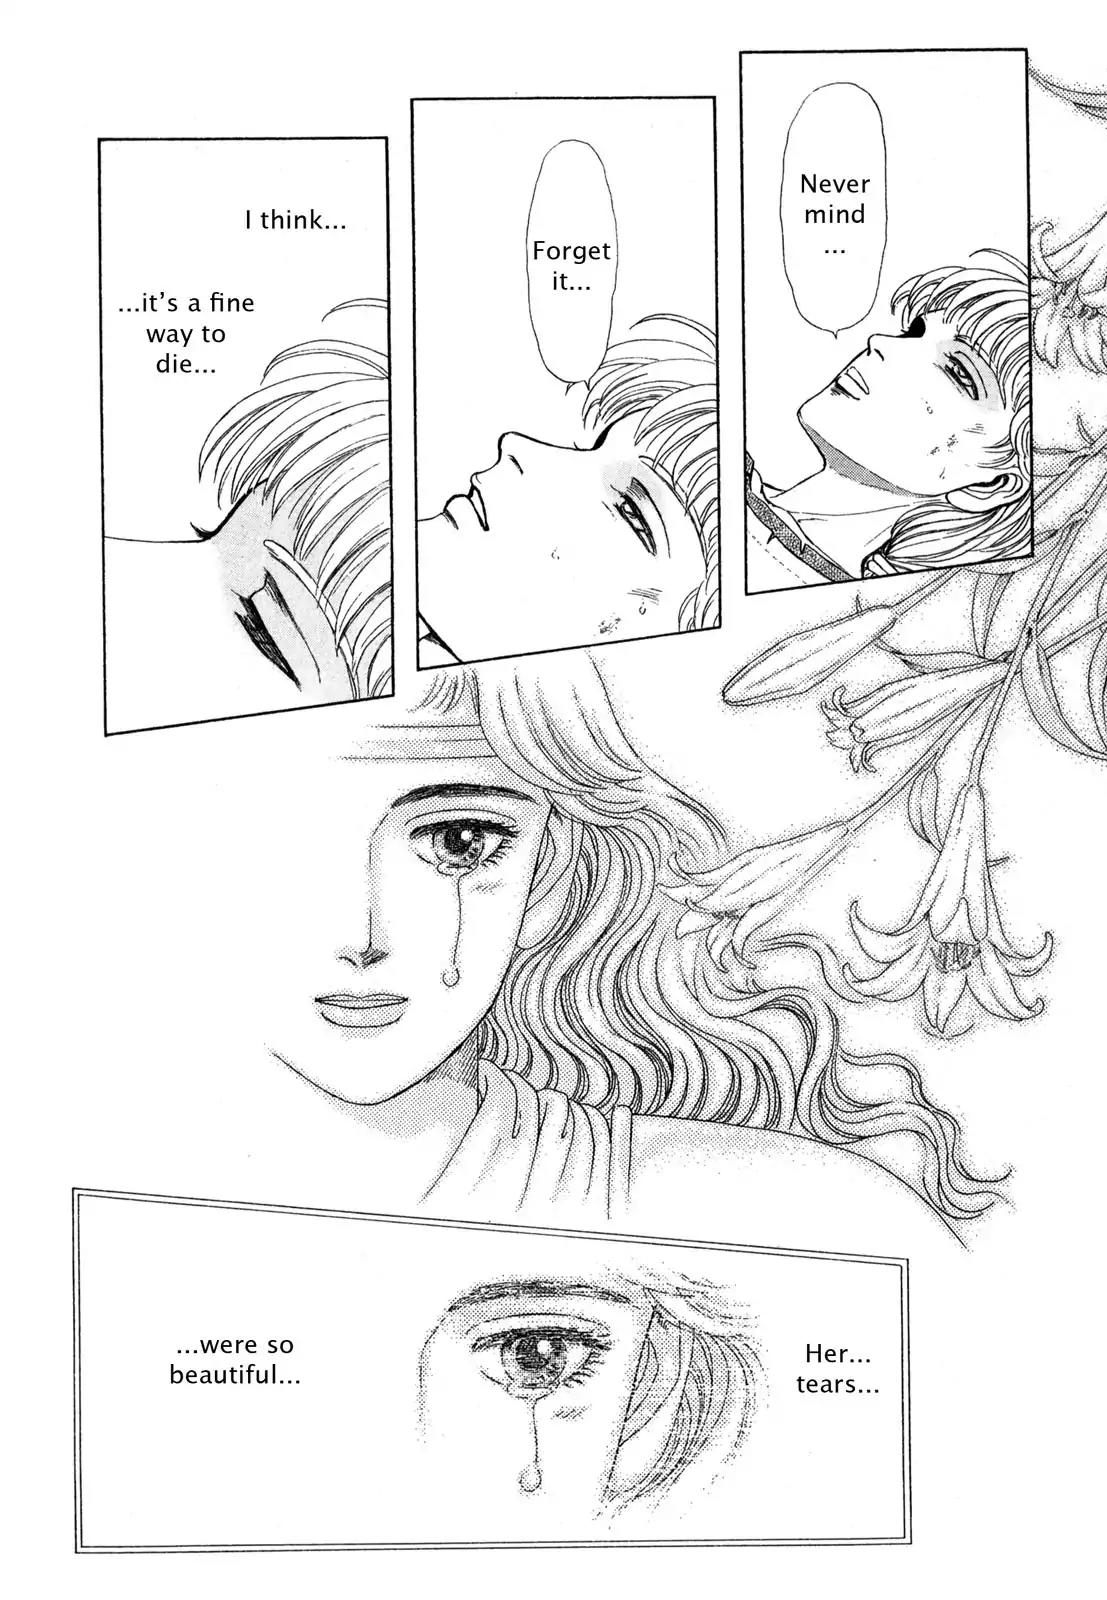 Never
mind
...
Forget
it...
I think...
...it's a fine
way to
die...
Her...
tears...
...were so
beautiful...